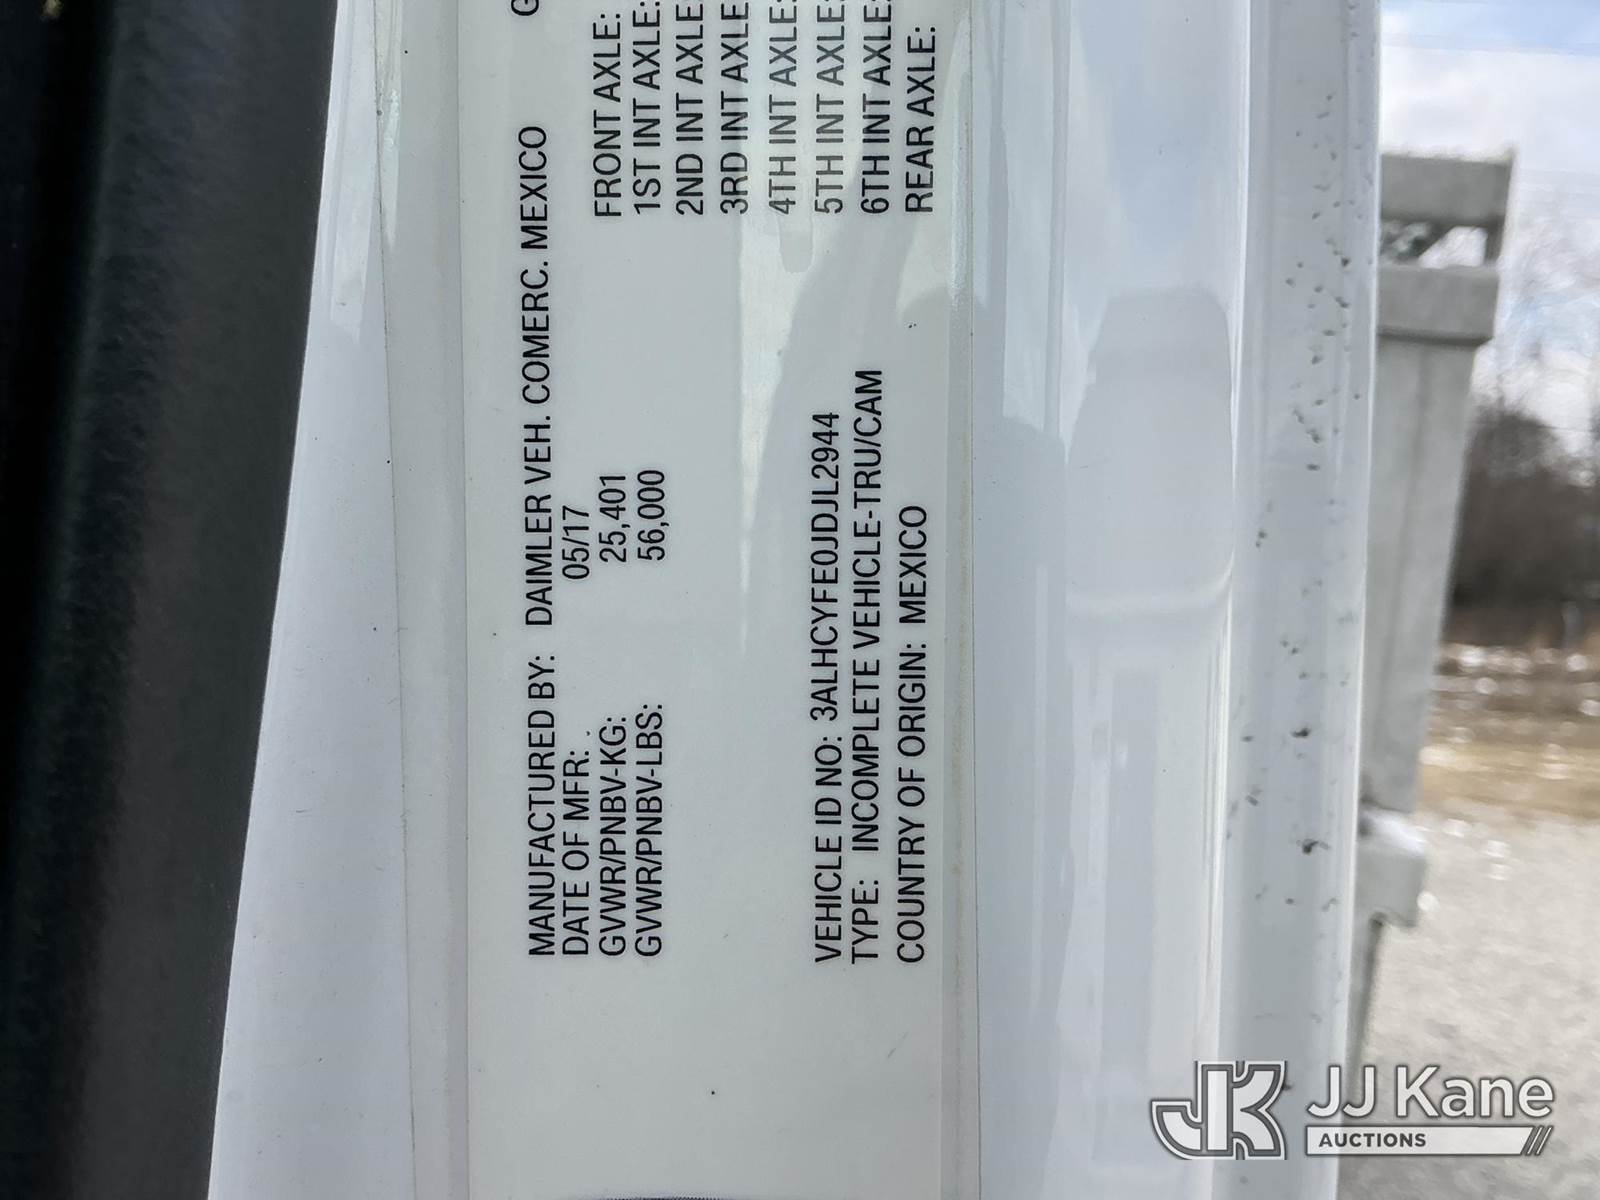 MANUFACTURED BY: DAIMLER VEH. COMERC. MEXICO
DATE OF MFR: 05/17
GVWR/PNBV-KG: 25,401
GVWR/PNBV-LBS: 56,000
VEHICLE ID NO: 3ALHCYFE0JDJL2944
TYPE: INCOMPLETE VEHICLE-TRU/CAM
COUNTRY OF ORIGIN: MEXICO
G
FRONT AXLE:
1ST INT AXLE:
2ND INT AXLE:
3RD INT AXLE
4TH INT AXLE:
5TH INT AXLE:
6TH INT AXLE:
REAR AXLE:
JK JJ Kane
AUCTIONS